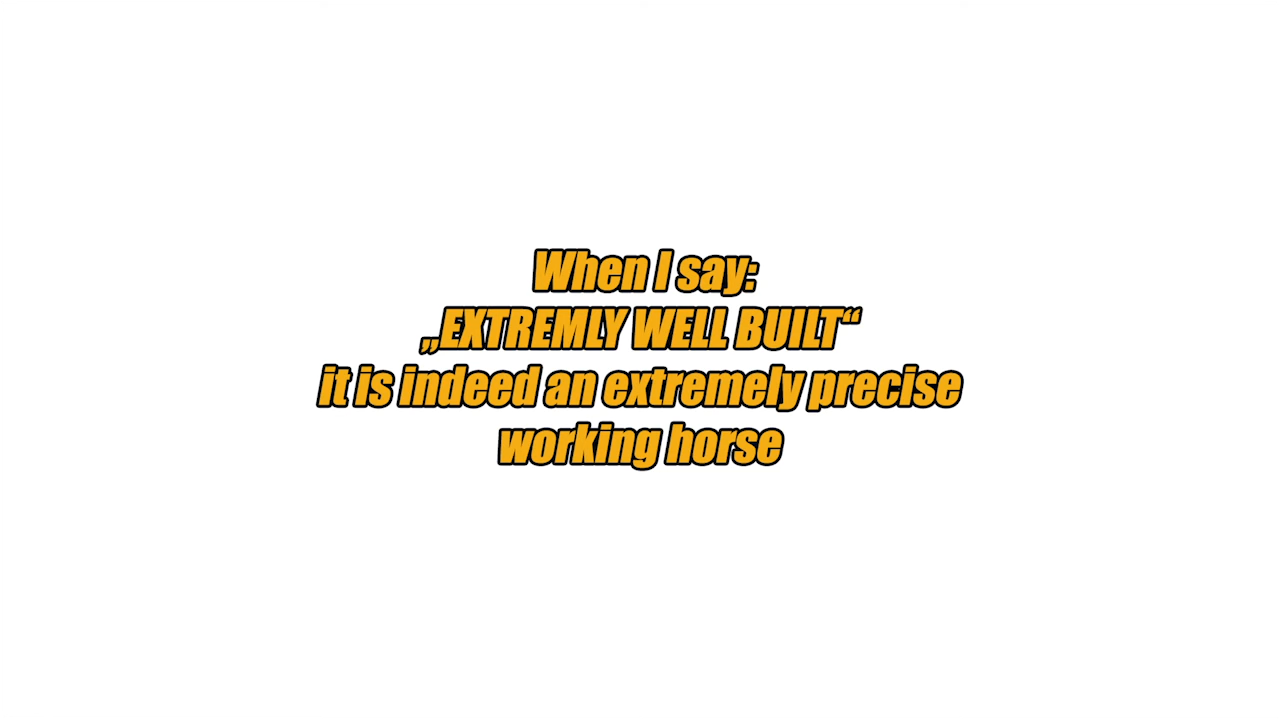 When I say:
„EXTREMLY WELL BUILT“
it is indeed an extremely precise
working horse